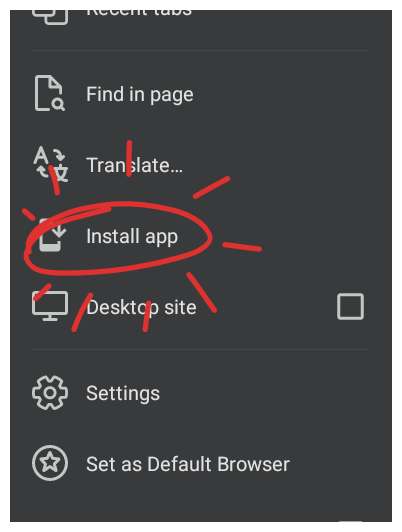 Recent tabs
Find in page
Translate...
Install app
Desktop site
Settings
Set as Default Browser